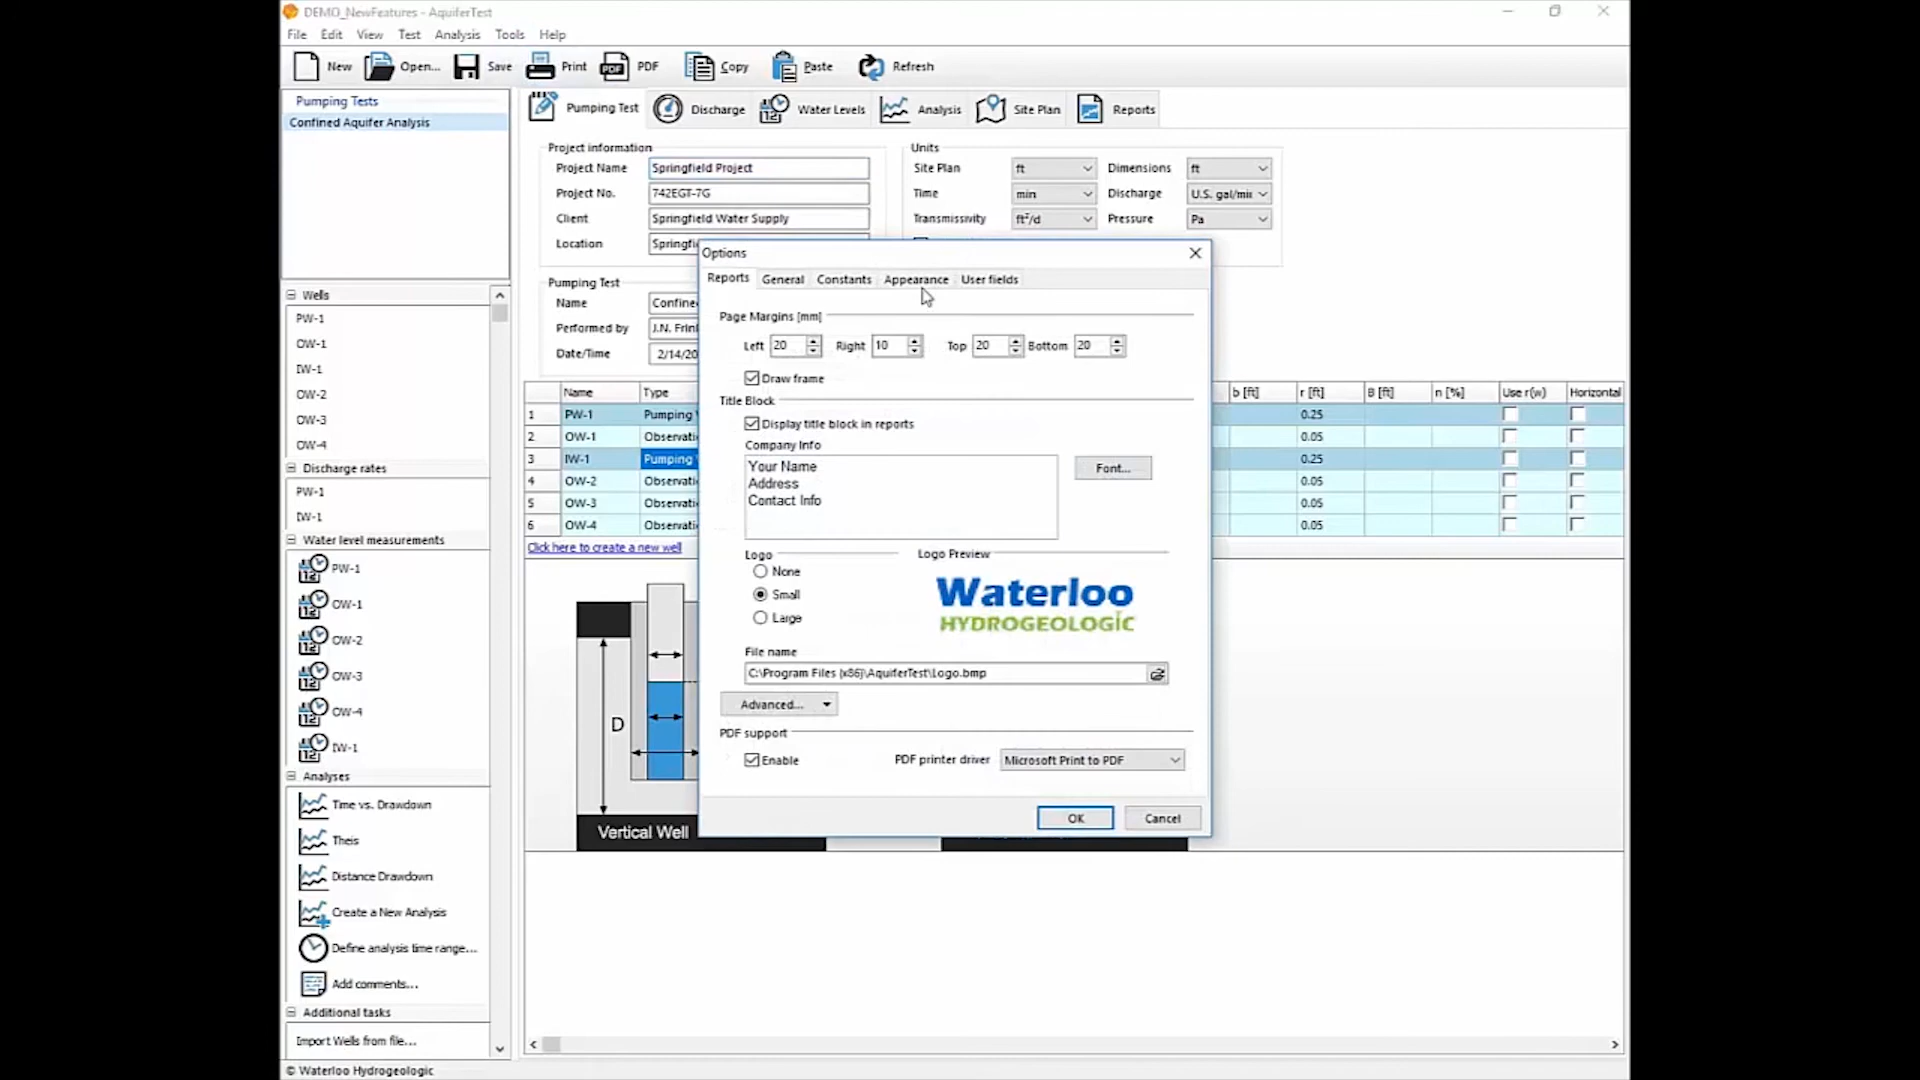 DEMO_NewFeatures - AquiferTest
File Edit View Test Analysis Tools Help
New Open... Save Print PDF Copy Paste Refresh
Pumping Tests
Confined Aquifer Analysis
Pumping Test Discharge Water Levels Analysis Site Plan Reports
Project information
Project Name Springfield Project
Project No. 742EGT-7G
Client Springfield Water Supply
Location
Units
Site Plan ft Dimensions ft
Time min Discharge
Transmissivity ft²/d Pressure Pa
Pumping Test
Name
Performed by
Date/Time
Wells
PW-1
OW-1
IW-1
OW-2
OW-3
OW-4
Discharge rates
PW-1
IW-1
Water level measurements
PW-1
OW-1
OW-2
OW-3
OW-4
IW-1
Analyses
Time vs. Drawdown
Theis
Distance Drawdown
Create a New Analysis
Define analysis time range...
Add comments...
Additional tasks
Import Wells from file...
© Waterloo Hydrogeologic
Name Type b [ft] r [ft] B [ft] n [%] Use r(w) Horizontal
1 PW-1 Pumping 0.25
2 OW-1 0.05
3 IW-1 Pumping 0.25
4 OW-2 0.05
5 OW-3 0.05
6 OW-4 0.05
Click here to create a new well
D
Vertical Well
Options
Reports General Constants Appearance User fields
Page Margins [mm]
Left 20 Right 10 Top 20 Bottom 20
Draw frame
Title Block
Display title block in reports
Company Info
Your Name
Address
Contact Info
Font...
Logo
None
Small
Large
Logo Preview
Waterloo
HYDROGEOLOGIC
File name
C:\Program Files (x86)\AquiferTest\Logo.bmp
Advanced...
PDF support
Enable PDF printer driver Microsoft Print to PDF
OK Cancel